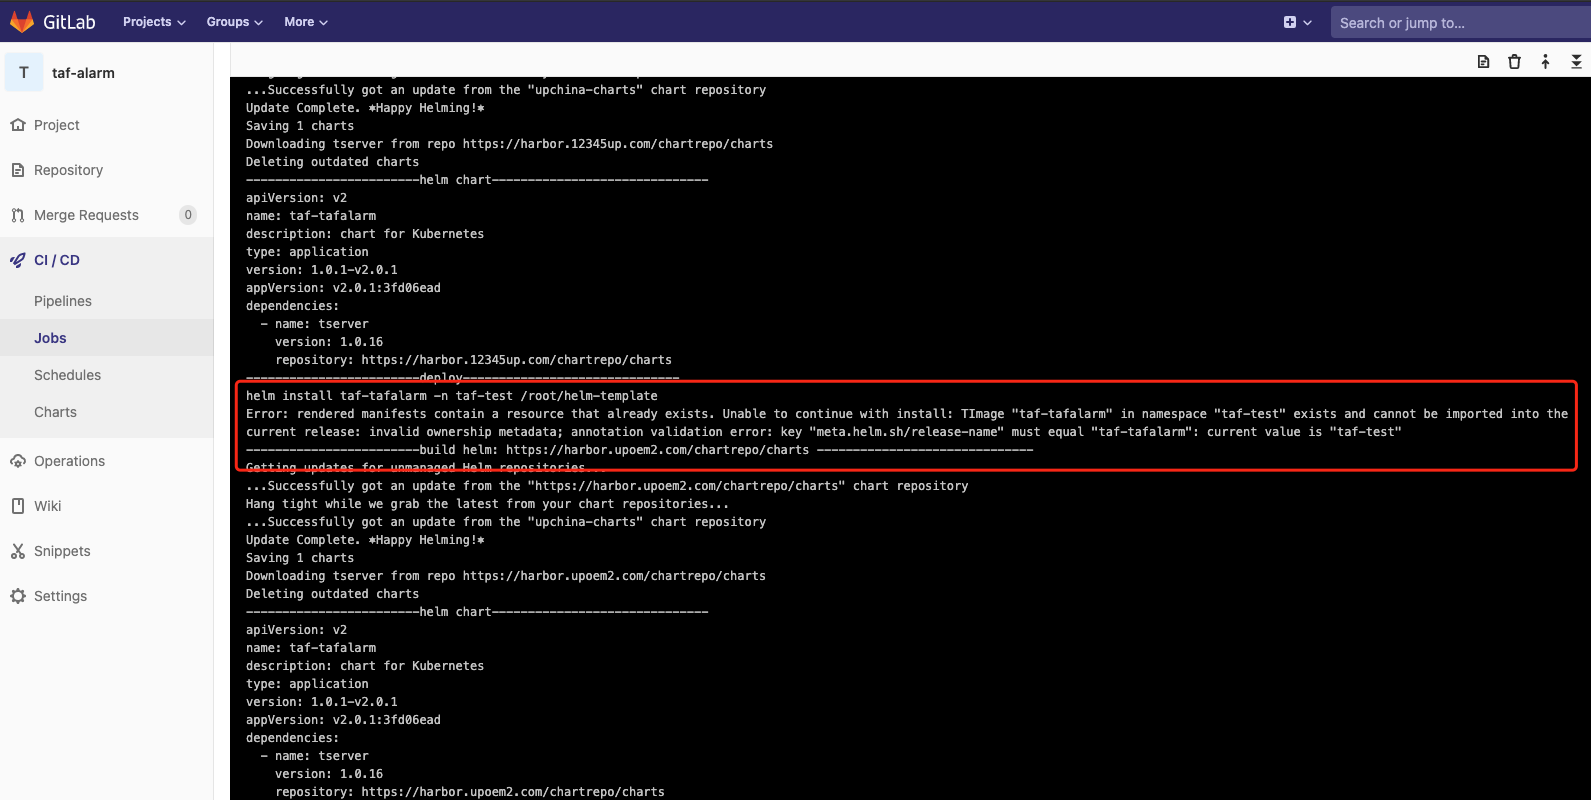 GitLab Projects Groups More Search or jump to...
T taf-alarm
Project
Repository
Merge Requests 0
CI / CD
Pipelines
Jobs
Schedules
Charts
Operations
Wiki
Snippets
Settings
...Successfully got an update from the "upchina-charts" chart repository
Update Complete. *Happy Helming!*
Saving 1 charts
Downloading tserver from repo https://harbor.12345up.com/chartrepo/charts
Deleting outdated charts
------------------------helm chart------------------------------
apiVersion: v2
name: taf-tafalarm
description: chart for Kubernetes
type: application
version: 1.0.1-v2.0.1
appVersion: v2.0.1:3fd06ead
dependencies:
- name: tserver
version: 1.0.16
repository: https://harbor.12345up.com/chartrepo/charts
------------------------deploy------------------------------
helm install taf-tafalarm -n taf-test /root/helm-template
Error: rendered manifests contain a resource that already exists. Unable to continue with install: TImage "taf-tafalarm" in namespace "taf-test" exists and cannot be imported into the
current release: invalid ownership metadata; annotation validation error: key "meta.helm.sh/release-name" must equal "taf-tafalarm": current value is "taf-test"
------------------------build helm: https://harbor.upoem2.com/chartrepo/charts ------------------------------
Getting updates for unmanaged Helm repositories...
...Successfully got an update from the "https://harbor.upoem2.com/chartrepo/charts" chart repository
Hang tight while we grab the latest from your chart repositories...
...Successfully got an update from the "upchina-charts" chart repository
Update Complete. *Happy Helming!*
Saving 1 charts
Downloading tserver from repo https://harbor.upoem2.com/chartrepo/charts
Deleting outdated charts
------------------------helm chart------------------------------
apiVersion: v2
name: taf-tafalarm
description: chart for Kubernetes
type: application
version: 1.0.1-v2.0.1
appVersion: v2.0.1:3fd06ead
dependencies:
- name: tserver
version: 1.0.16
repository: https://harbor.upoem2.com/chartrepo/charts